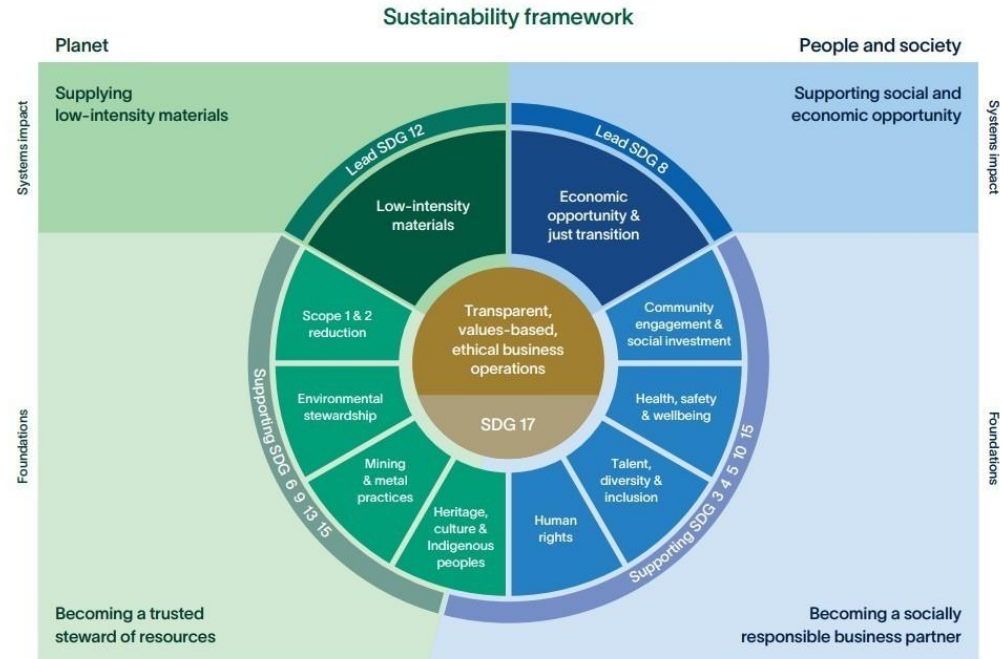 Sustainability framework
Planet
People and society
Systems impact
Supplying
low-intensity materials
Supporting social and
economic opportunity
Systems impact
Lead SDG 12
Lead SDG 8
Low-intensity
materials
Economic
opportunity &
just transition
Scope 1 & 2
reduction
Transparent,
values-based,
ethical business
operations
Community
engagement &
social investment
Environmental
stewardship
SDG 17
Health, safety
& wellbeing
Mining
& metal
practices
Talent,
diversity &
inclusion
Heritage,
culture &
Indigenous
peoples
Human
rights
Supporting SDG 6 9 13 15
Supporting SDG 3 4 5 10 15
Foundations
Foundations
Becoming a trusted
steward of resources
Becoming a socially
responsible business partner